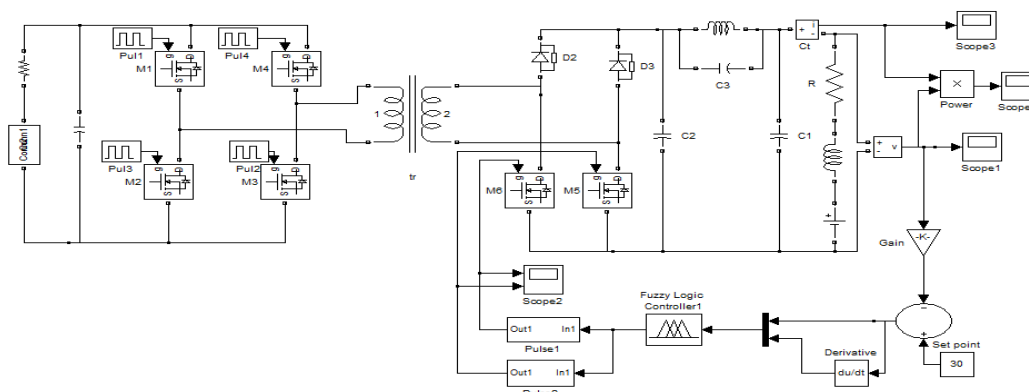 Pul1
Pul4
M1
M4
g
D
S
g
D
S
Pul3
Pul2
M2
M3
g
D
S
g
D
S
1
2
tr
D2
D3
C3
C2
C1
R
M6
M5
g
D
S
g
D
S
+
-
Ct
i
Scope3
X
Power
Scope
+
-
v
Scope1
-K-
Gain
Scope2
Fuzzy Logic
Controller1
Out1
In1
Pulse1
Out1
In1
Derivative
du/dt
Set point
30